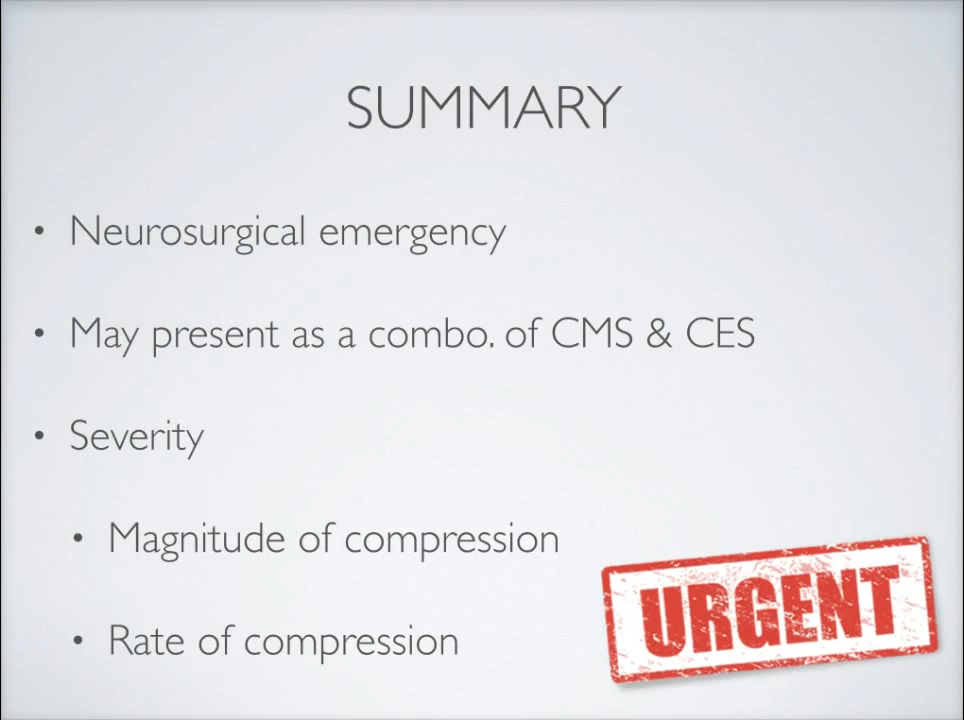 SUMMARY
• Neurosurgical emergency
• May present as a combo. of CMS & CES
• Severity
• Magnitude of compression
• Rate of compression
URGENT